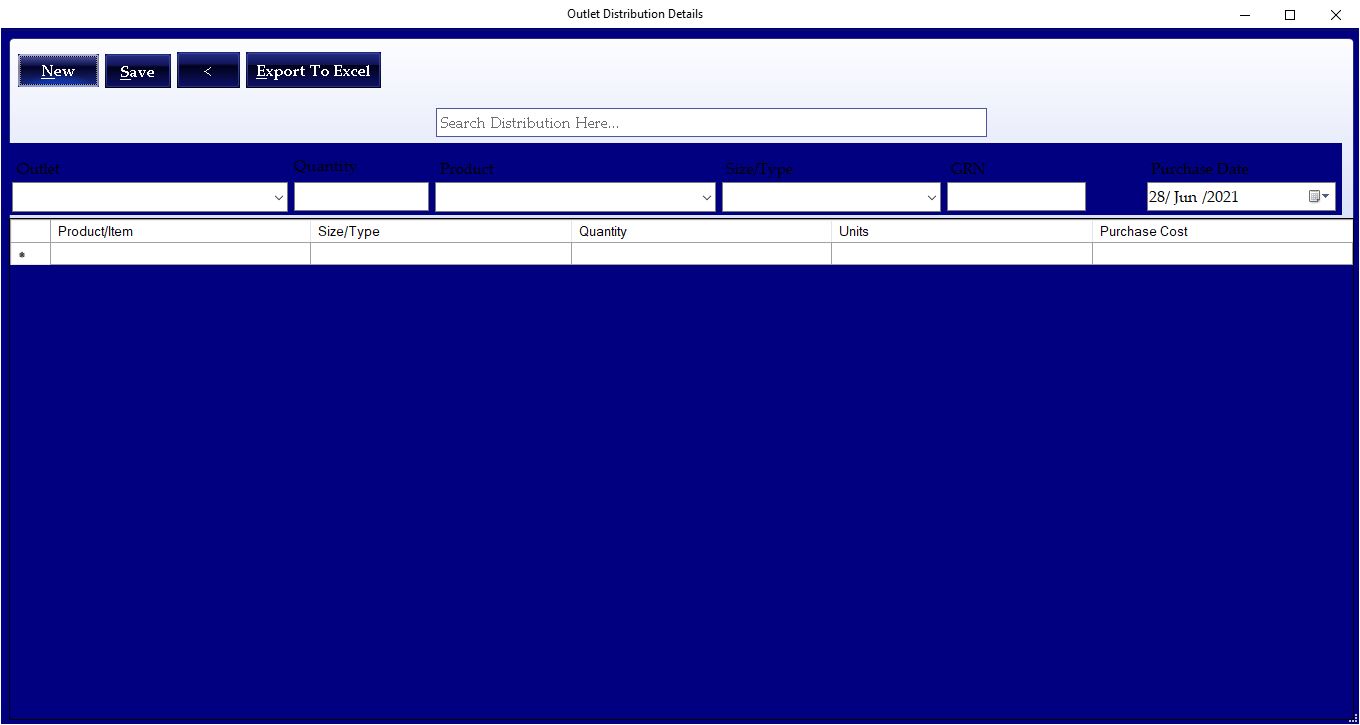 Outlet Distribution Details
New Save < Export To Excel
Search Distribution Here...
Outlet Quantity Product Size/Type GRN Purchase Date
28/ Jun /2021
Product/Item Size/Type Quantity Units Purchase Cost
*